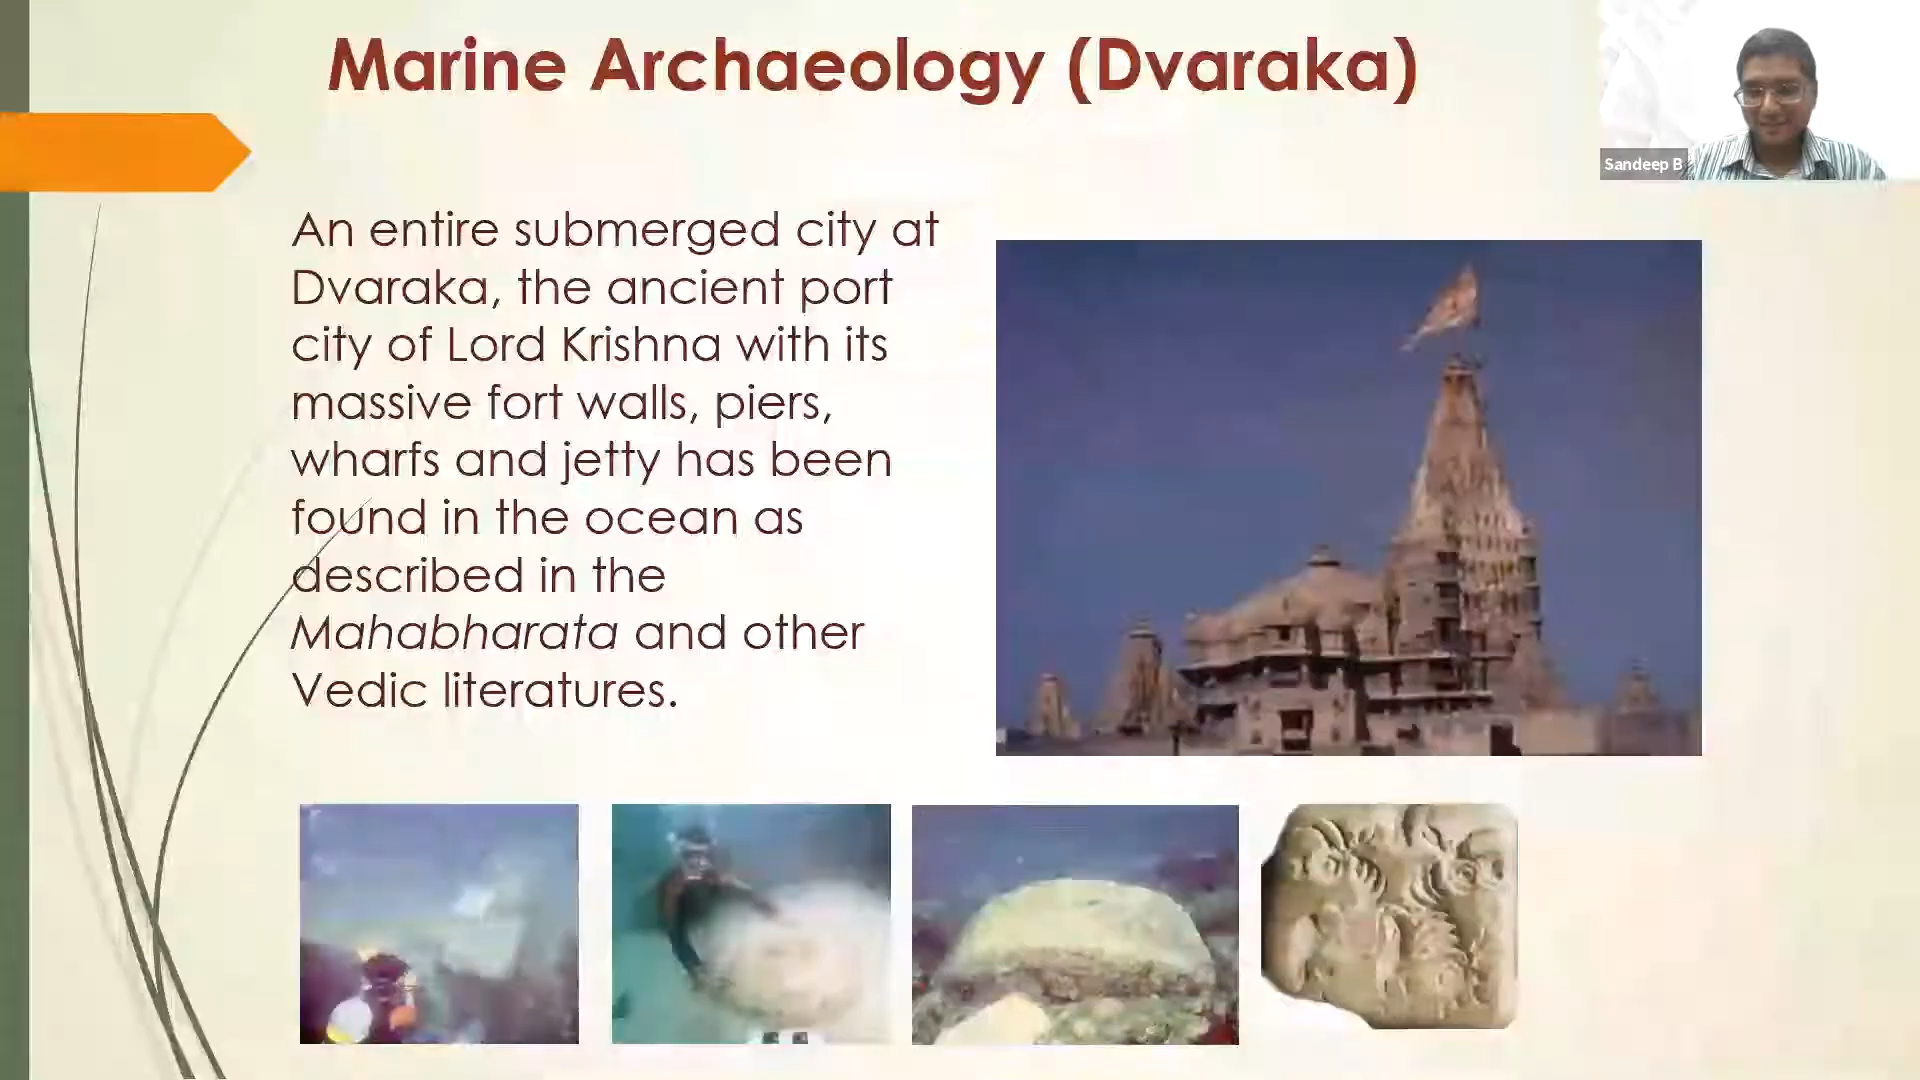 Marine Archaeology (Dvaraka)
Sandeep B
An entire submerged city at
Dvaraka, the ancient port
city of Lord Krishna with its
massive fort walls, piers,
wharfs and jetty has been
found in the ocean as
described in the
Mahabharata and other
Vedic literatures.